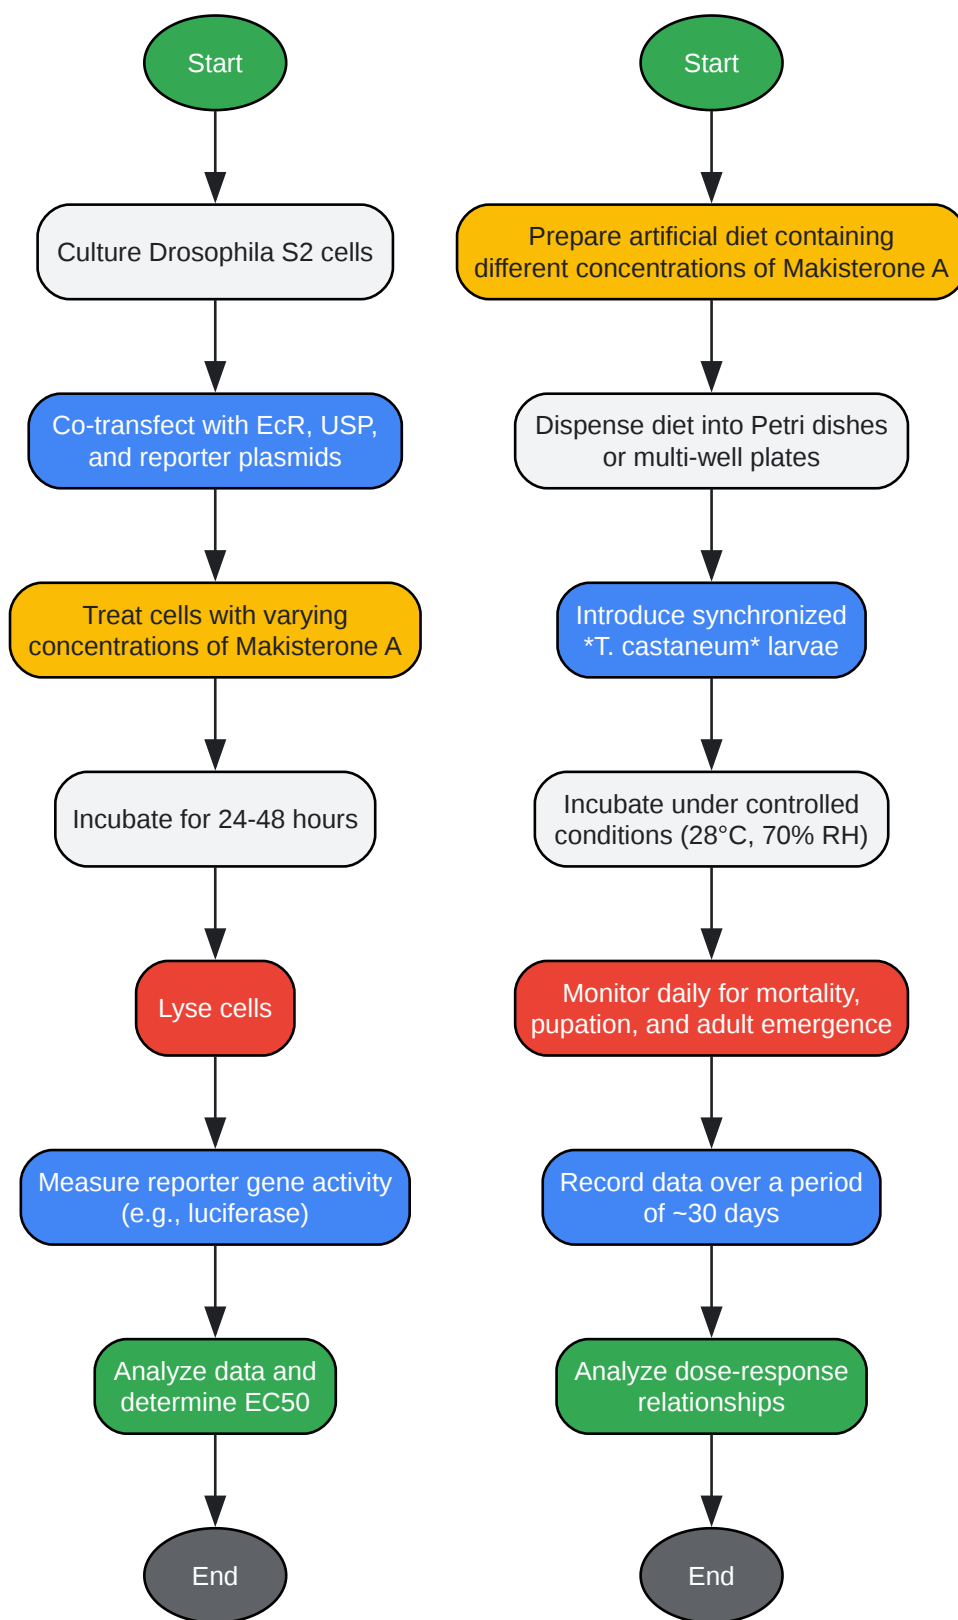 Start
Culture Drosophila S2 cells
Co-transfect with EcR, USP,
and reporter plasmids
Treat cells with varying
concentrations of Makisterone A
Incubate for 24-48 hours
Lyse cells
Measure reporter gene activity
(e.g., luciferase)
Analyze data and
determine EC50
End
Start
Prepare artificial diet containing
different concentrations of Makisterone A
Dispense diet into Petri dishes
or multi-well plates
Introduce synchronized
*T. castaneum* larvae
Incubate under controlled
conditions (28°C, 70% RH)
Monitor daily for mortality,
pupation, and adult emergence
Record data over a period
of ~30 days
Analyze dose-response
relationships
End